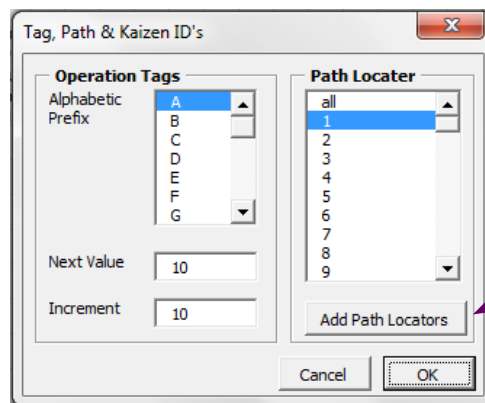 Tag, Path & Kaizen ID's
Operation Tags
Alphabetic
Prefix
A
B
C
D
E
F
G
Next Value
10
Increment
10
Path Locater
all
1
2
3
4
5
6
7
8
9
Add Path Locators
Cancel
OK